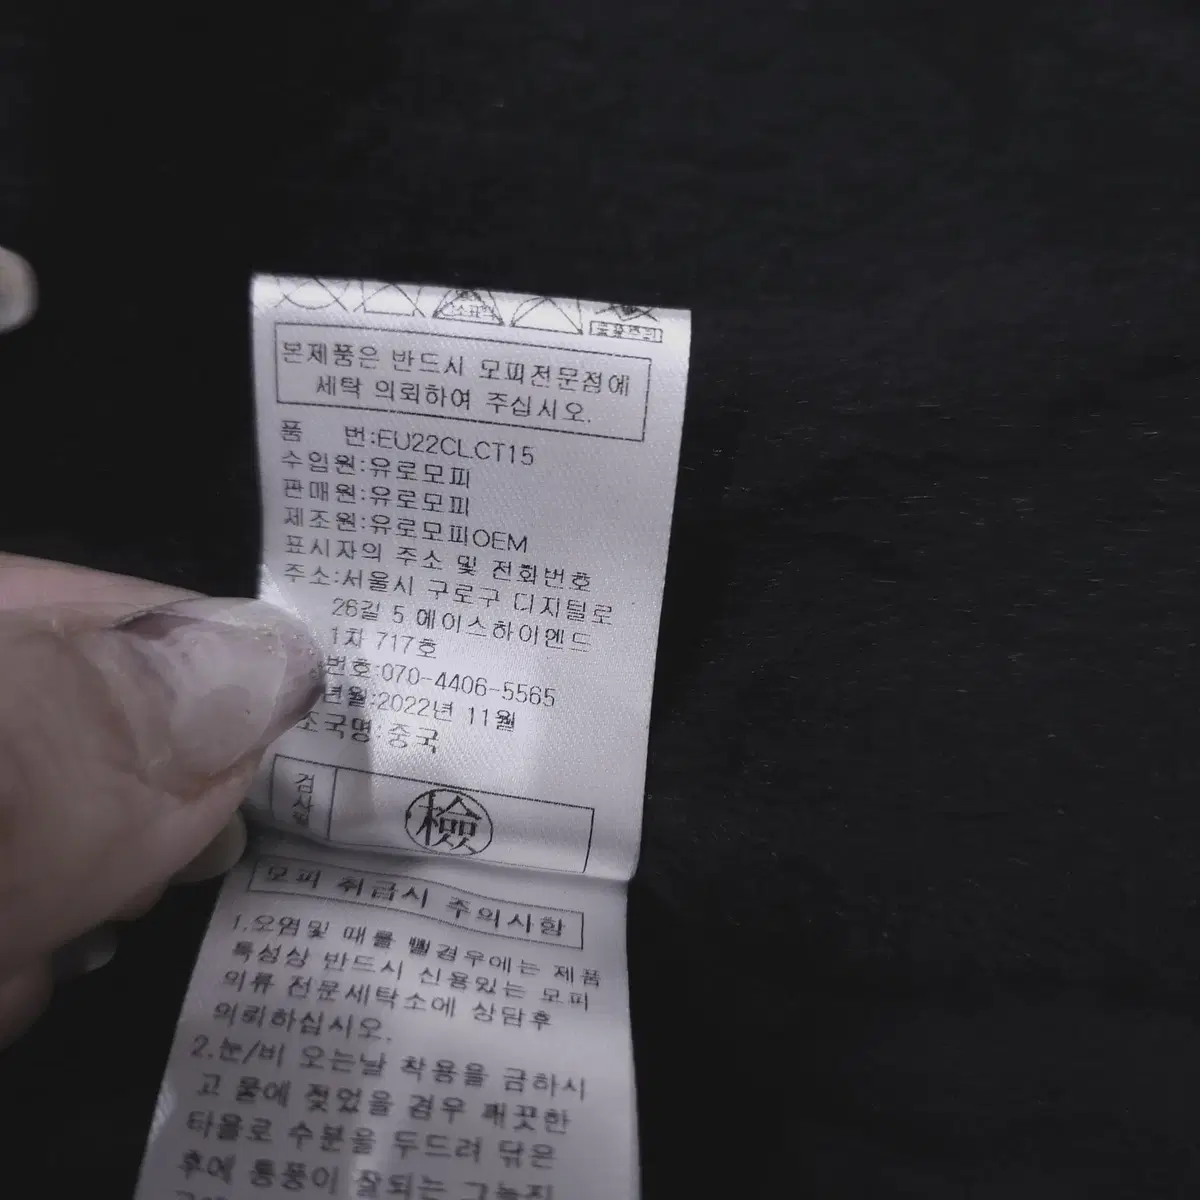 본제품은 반드시 모피전문점에
세탁 의뢰하여 주십시오.
품 번:EU22CLCT15
수입원:유로모피
판매원:유로모피
제조원:유로모피OEM
표시자의 주소 및 전화번호
주소:서울시 구로구 디지털로
26길 5 에이스하이엔드
1차 717호
번호:070-4406-5565
년월:2022년 11월
조국명:중국
검사필
檢
모피 취급시 주의사항
1.오염및 때를 뺄경우에는 제품
특성상 반드시 신용있는 모피
의류 전문세탁소에 상담후
의뢰하십시오.
2.눈/비 오는날 착용을 금하시
고 물에 젖었을 경우 깨끗한
타올로 수분을 두드려 닦은
후에 통풍이 잘되는 그늘진